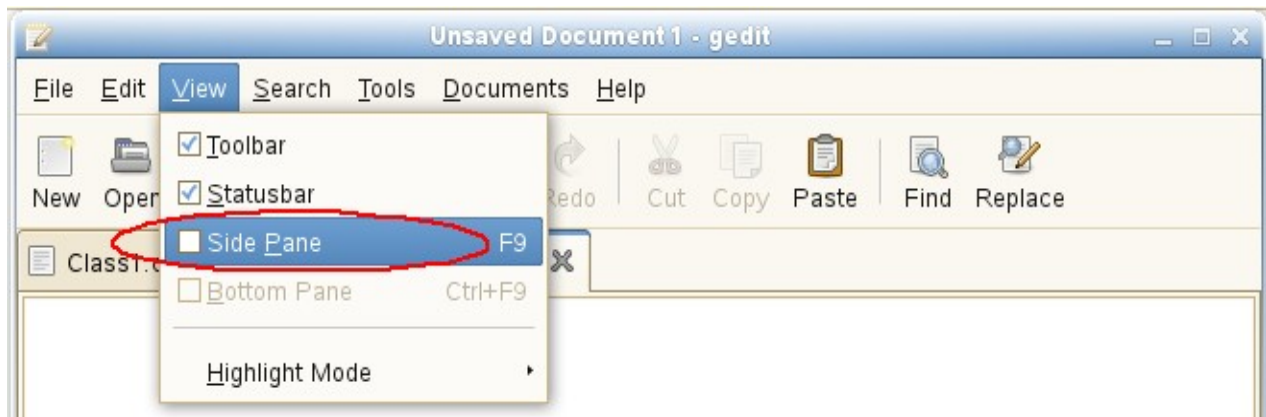 Unsaved Document 1 - gedit
File Edit View Search Tools Documents Help
Toolbar
Statusbar
Side Pane F9
Bottom Pane Ctrl+F9
Highlight Mode
New Open Redo Cut Copy Paste Find Replace